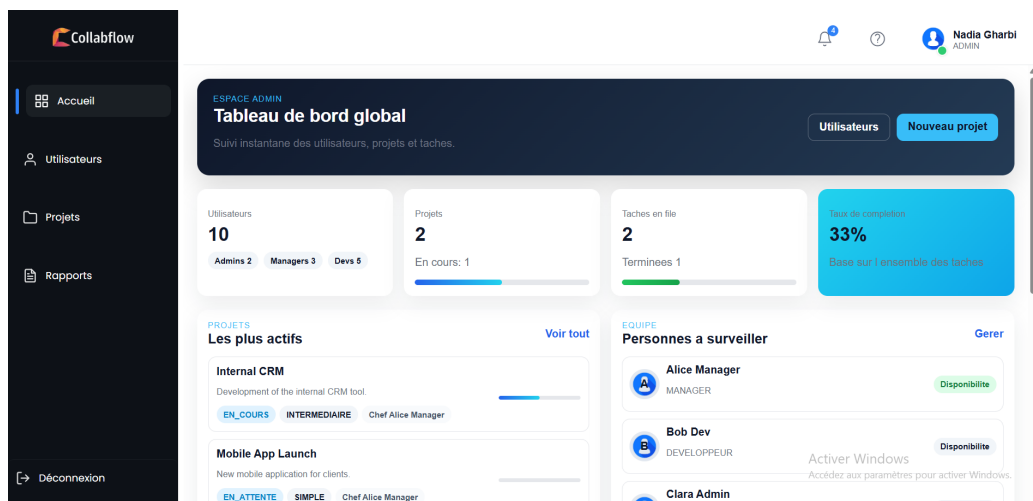 Collabflow
4
Nadia Gharbi
ADMIN
Accueil
Utilisateurs
Projets
Rapports
Déconnexion
ESPACE ADMIN
Tableau de bord global
Suivi instantane des utilisateurs, projets et taches.
Utilisateurs
Nouveau projet
Utilisateurs
10
Admins 2 Managers 3 Devs 5
Projets
2
En cours: 1
Taches en file
2
Terminees 1
Taux de completion
33%
Base sur l ensemble des taches
PROJETS
Les plus actifs
Voir tout
Internal CRM
Development of the internal CRM tool.
EN_COURS INTERMEDIAIRE Chef Alice Manager
Mobile App Launch
New mobile application for clients.
EN_ATTENTE SIMPLE Chef Alice Manager
EQUIPE
Personnes a surveiller
Gerer
A
Alice Manager
MANAGER
Disponibilite
B
Bob Dev
DEVELOPPEUR
Disponibilite
Clara Admin
Activer Windows
Accédez aux paramètres pour activer Windows.